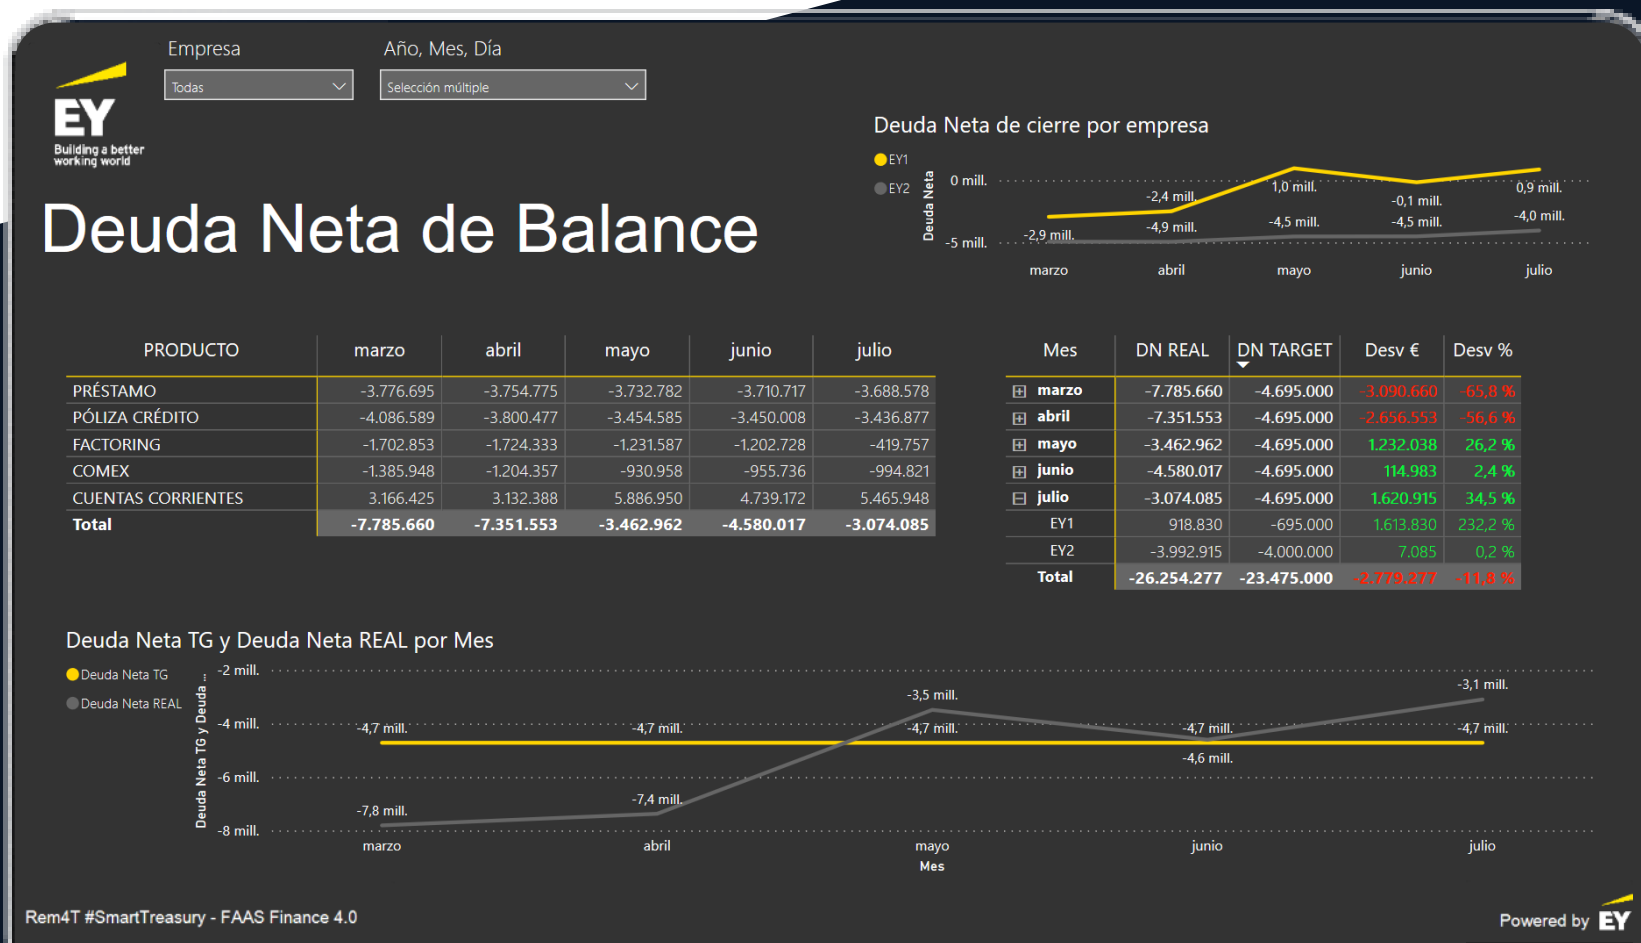 Empresa
Año, Mes, Día
Todas
Selección múltiple
EY
Building a better
working world
Deuda Neta de Balance
Deuda Neta de cierre por empresa
EY1
EY2
Deuda Neta
0 mill.
-5 mill.
-2,9 mill.
-2,4 mill.
1,0 mill.
-0,1 mill.
0,9 mill.
-4,9 mill.
-4,5 mill.
-4,5 mill.
-4,0 mill.
marzo abril mayo junio julio
PRODUCTO marzo abril mayo junio julio
PRÉSTAMO -3.776.695 -3.754.775 -3.732.782 -3.710.717 -3.688.578
PÓLIZA CRÉDITO -4.086.589 -3.800.477 -3.454.585 -3.450.008 -3.436.877
FACTORING -1.702.853 -1.724.333 -1.231.587 -1.202.728 -419.757
COMEX -1.385.948 -1.204.357 -930.958 -955.736 -994.821
CUENTAS CORRIENTES 3.166.425 3.132.388 5.886.950 4.739.172 5.465.948
Total -7.785.660 -7.351.553 -3.462.962 -4.580.017 -3.074.085
Mes DN REAL DN TARGET Desv € Desv %
marzo -7.785.660 -4.695.000 -3.090.660 -65,8 %
abril -7.351.553 -4.695.000 -2.656.553 -56,6 %
mayo -3.462.962 -4.695.000 1.232.038 26,2 %
junio -4.580.017 -4.695.000 114.983 2,4 %
julio -3.074.085 -4.695.000 1.620.915 34,5 %
EY1 918.830 -695.000 1.613.830 232,2 %
EY2 -3.992.915 -4.000.000 7.085 0,2 %
Total -26.254.277 -23.475.000 -2.779.277 -11,8 %
Deuda Neta TG y Deuda Neta REAL por Mes
Deuda Neta TG
Deuda Neta REAL
Deuda Neta TG y Deuda ...
-2 mill.
-4 mill.
-6 mill.
-8 mill.
-4,7 mill.
-4,7 mill.
-3,5 mill.
-4,7 mill.
-4,7 mill.
-4,6 mill.
-3,1 mill.
-4,7 mill.
-7,8 mill.
-7,4 mill.
marzo abril mayo junio julio
Mes
Rem4T #SmartTreasury - FAAS Finance 4.0
Powered by EY